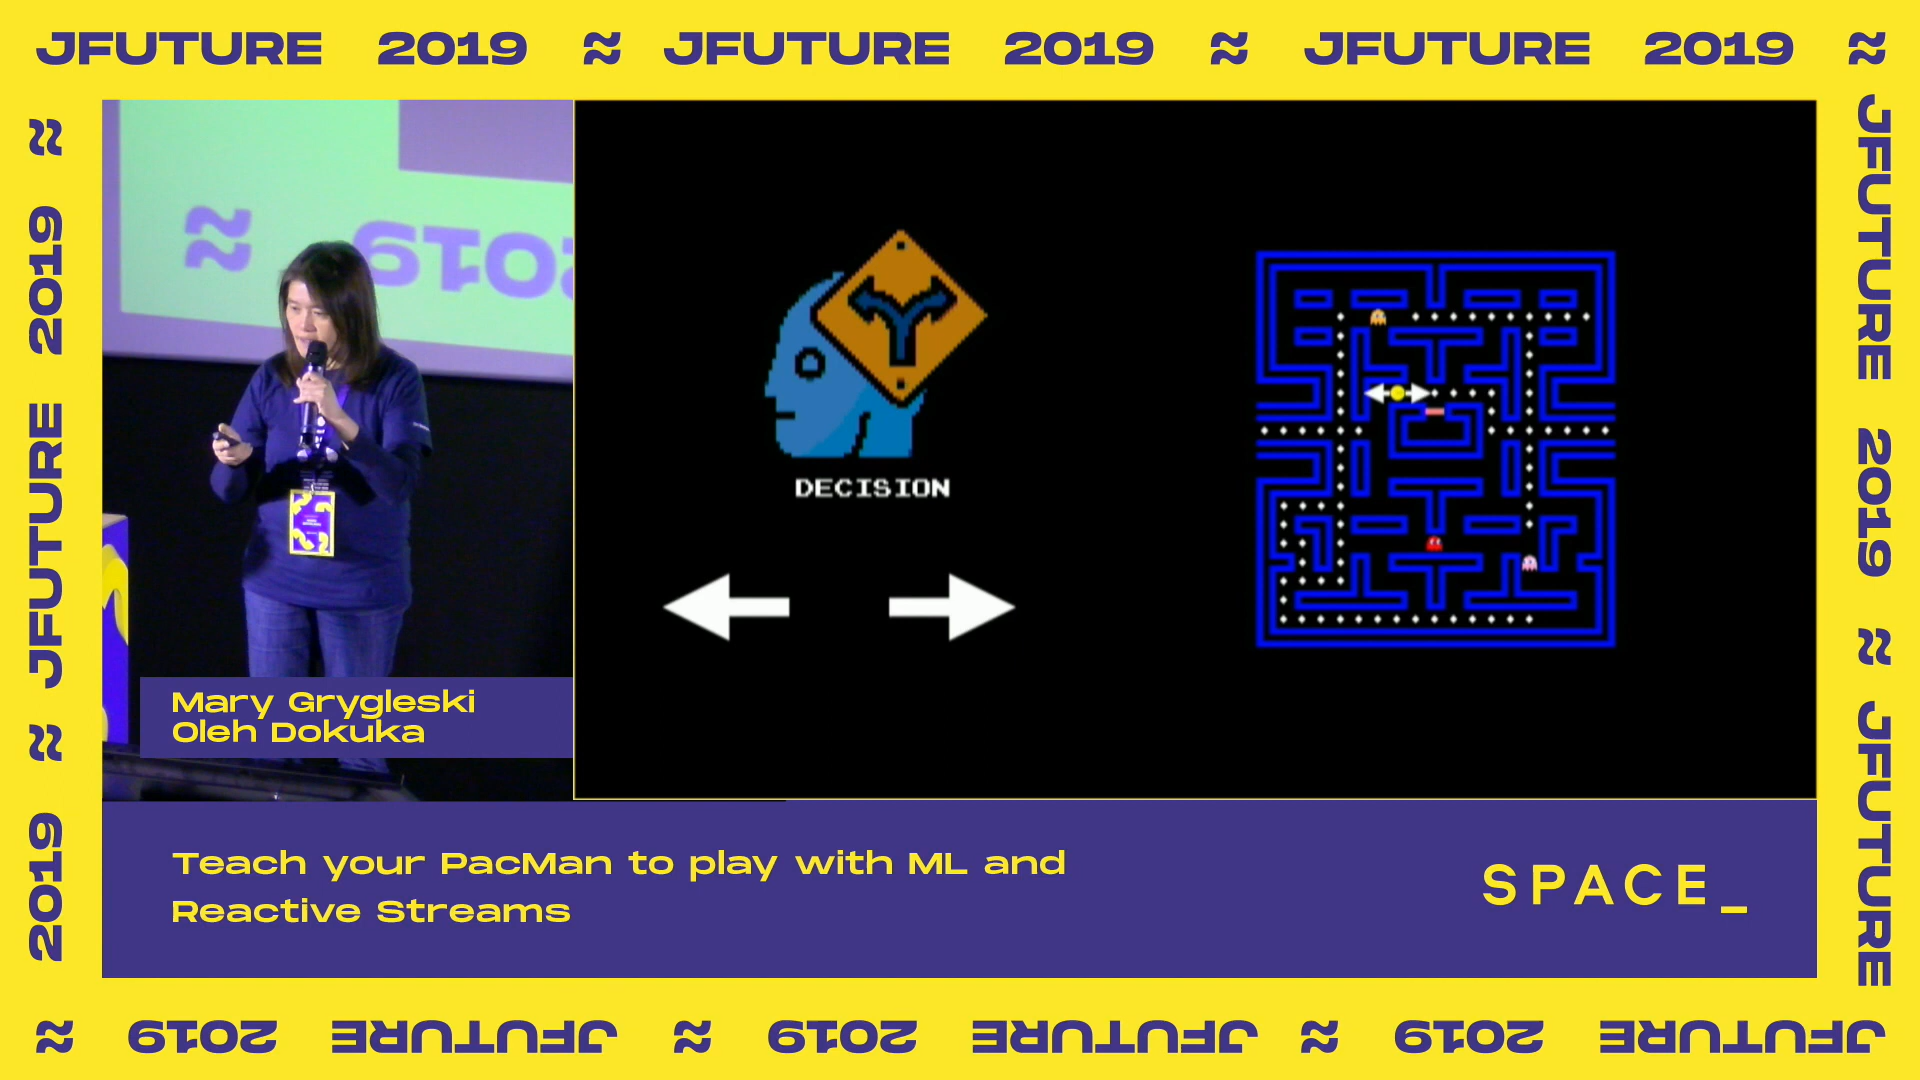 JFUTURE 2019 ≈ JFUTURE 2019 ≈ JFUTURE 2019 ≈
JFUTURE 2019 ≈ JFUTURE
2019 ≈ JFUTURE 2019 ≈
≈ 2019
DECISION
Mary Grygleski
Oleh Dokuka
Teach your PacMan to play with ML and
Reactive Streams
SPACE_
JFUTURE 2019 ≈ JFUTURE 2019 ≈ JFUTURE 2019 ≈